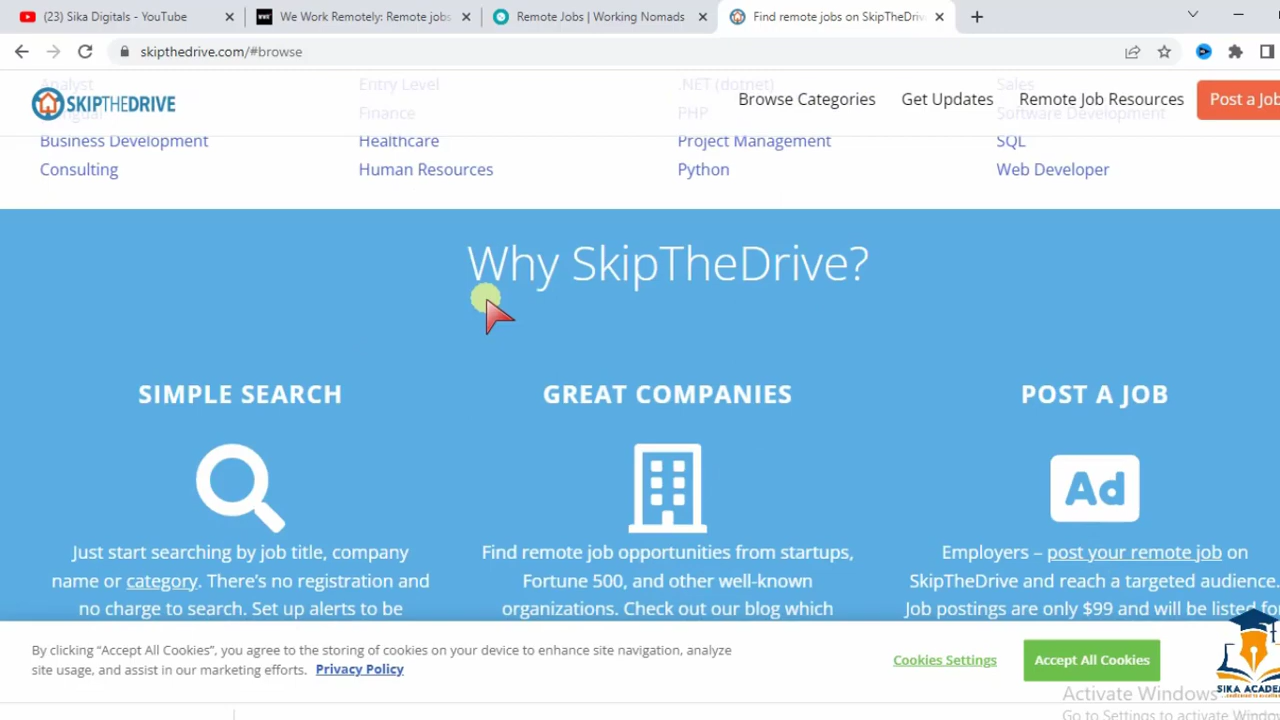 (23) Sika Digitals - YouTube
We Work Remotely: Remote jobs
Remote Jobs | Working Nomads
Find remote jobs on SkipTheDriv
skipthedrive.com/#browse
Analyst Entry Level .NET (dotnet) Sales
SKIPTHEDRIVE
Browse Categories Get Updates Remote Job Resources Post a Job
Bilingual Finance PHP Software Development
Business Development Healthcare Project Management SQL
Consulting Human Resources Python Web Developer
Why SkipTheDrive?
SIMPLE SEARCH
Just start searching by job title, company
name or category. There's no registration and
no charge to search. Set up alerts to be
GREAT COMPANIES
Find remote job opportunities from startups,
Fortune 500, and other well-known
organizations. Check out our blog which
POST A JOB
Ad
Employers – post your remote job on
SkipTheDrive and reach a targeted audience.
Job postings are only $99 and will be listed for
By clicking “Accept All Cookies”, you agree to the storing of cookies on your device to enhance site navigation, analyze
site usage, and assist in our marketing efforts. Privacy Policy
Cookies Settings
Accept All Cookies
SIKA ACADE
Activate Windows
Go to Settings to activate Windo